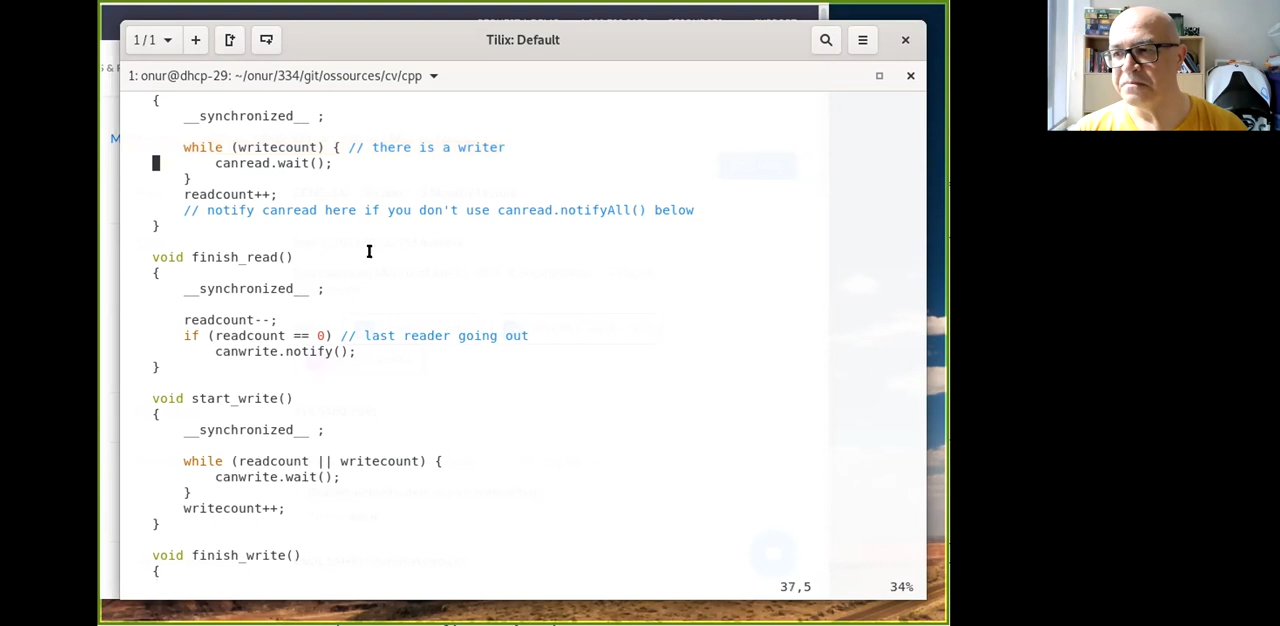 1 / 1
Tilix: Default
1: onur@dhcp-29: ~/onur/334/git/ossources/cv/cpp
{
__synchronized__ ;
while (writecount) { // there is a writer
canread.wait();
}
readcount++;
// notify canread here if you don't use canread.notifyAll() below
}
void finish_read()
{
__synchronized__ ;
readcount--;
if (readcount == 0) // last reader going out
canwrite.notify();
}
void start_write()
{
__synchronized__ ;
while (readcount || writecount) {
canwrite.wait();
}
writecount++;
}
void finish_write()
{
37,5 34%